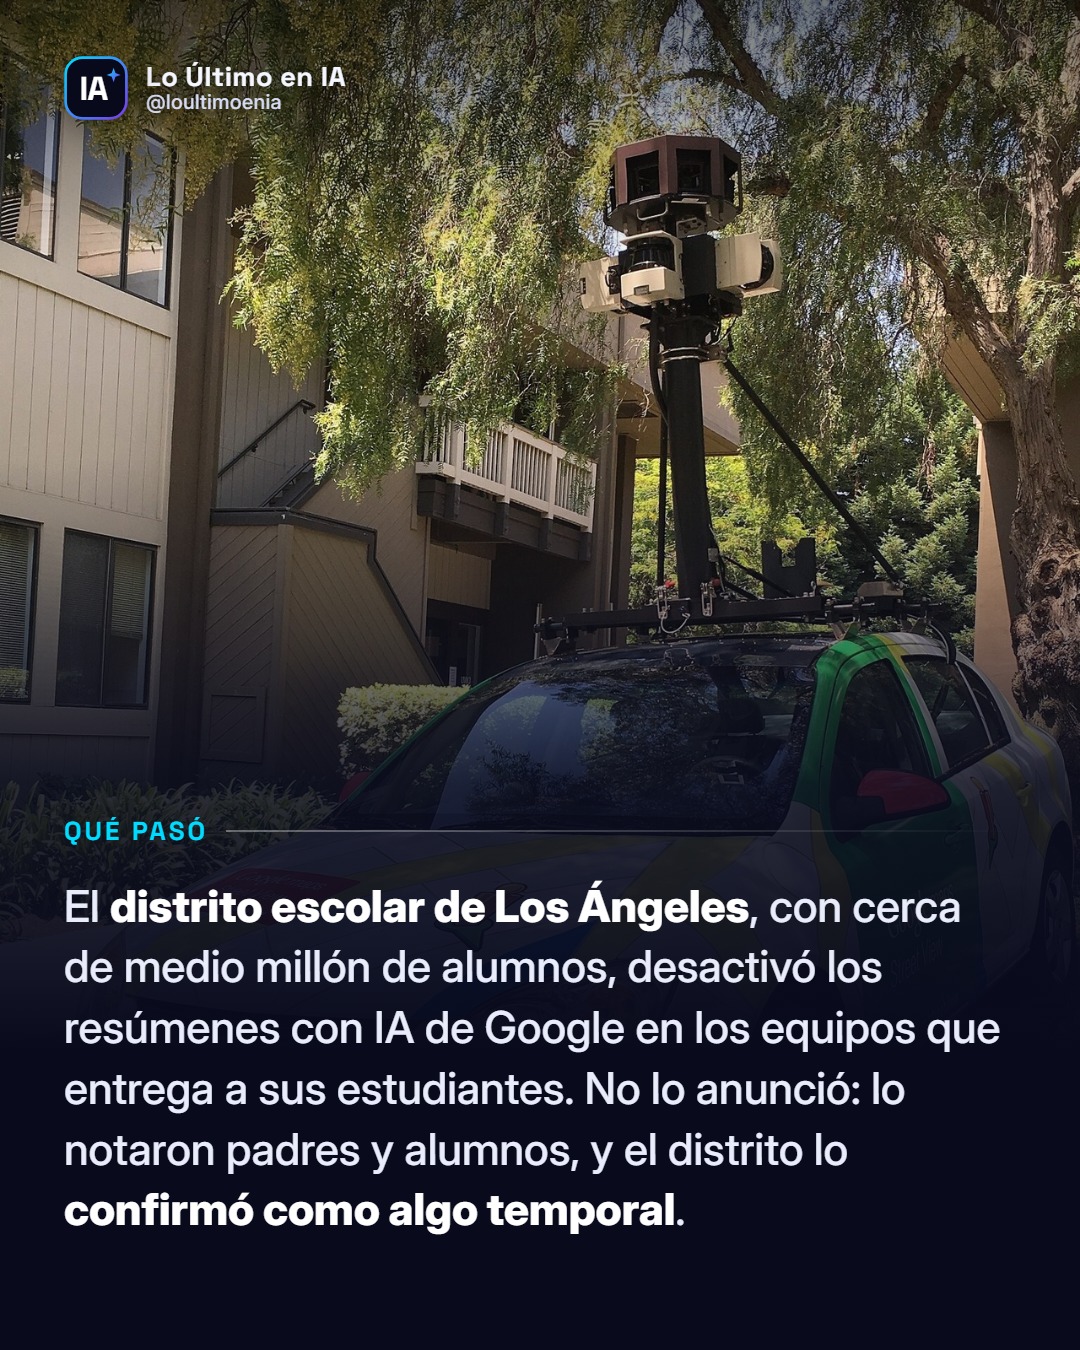 IA
Lo Último en IA
@loultimoenia
QUÉ PASÓ
El distrito escolar de Los Ángeles, con cerca
de medio millón de alumnos, desactivó los
resúmenes con IA de Google en los equipos que
entrega a sus estudiantes. No lo anunció: lo
notaron padres y alumnos, y el distrito lo
confirmó como algo temporal.